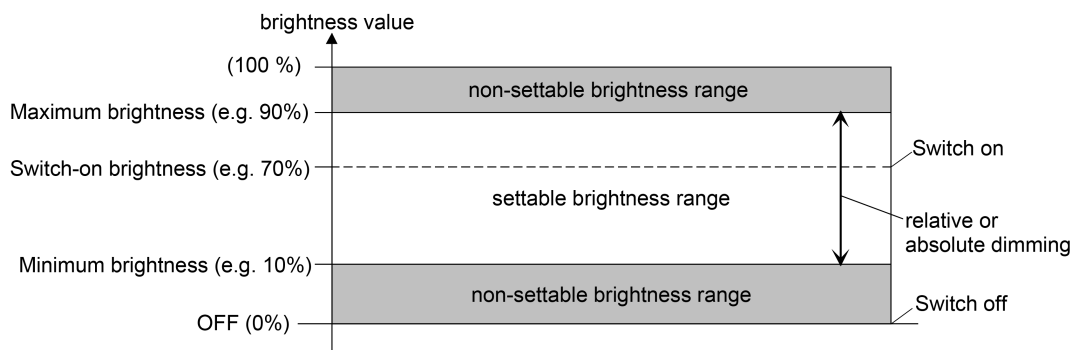 brightness value
(100 %)
non-settable brightness range
Maximum brightness (e.g. 90%)
Switch on
Switch-on brightness (e.g. 70%)
settable brightness range
relative or
absolute dimming
Minimum brightness (e.g. 10%)
non-settable brightness range
Switch off
OFF (0%)